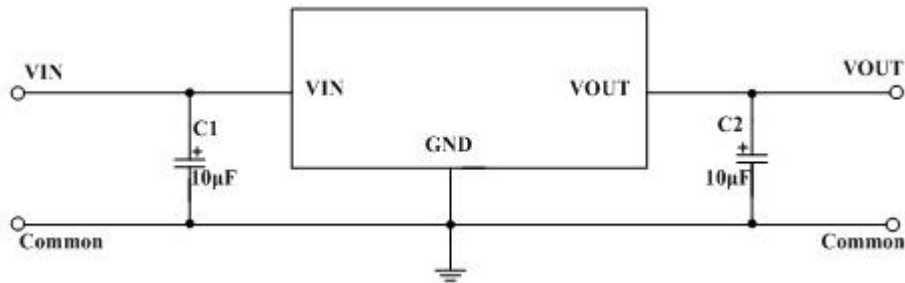 VIN
VOUT
VIN
VOUT
C1
+
10μF
GND
C2
+
10μF
Common
Common